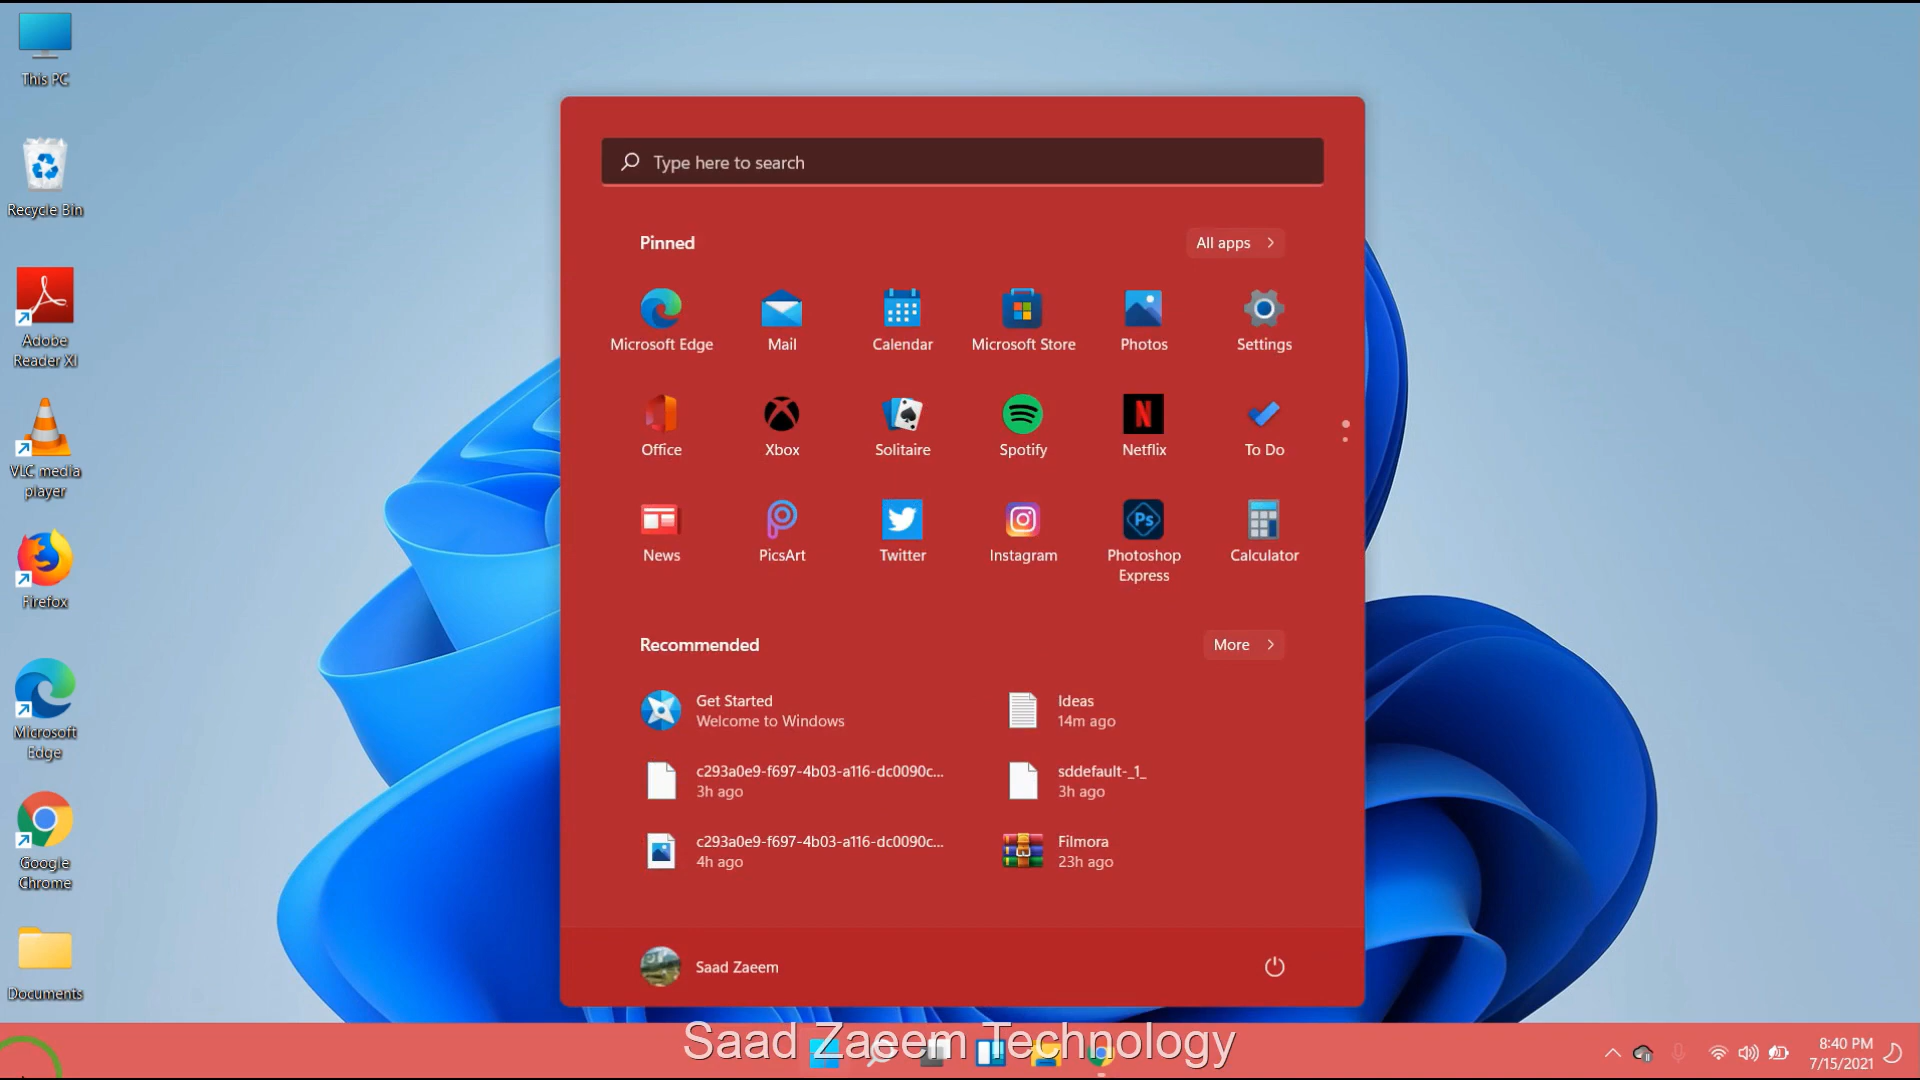 This PC
Recycle Bin
Adobe
Reader XI
VLC media
player
Firefox
Microsoft
Edge
Google
Chrome
Documents
Type here to search
Pinned
All apps
Microsoft Edge
Mail
Calendar
Microsoft Store
Photos
Settings
Office
Xbox
Solitaire
Spotify
Netflix
To Do
News
PicsArt
Twitter
Instagram
Photoshop
Express
Calculator
Recommended
More
Get Started
Welcome to Windows
Ideas
14m ago
c293a0e9-f697-4b03-a116-dc0090c...
3h ago
sddefault-_1_
3h ago
c293a0e9-f697-4b03-a116-dc0090c...
4h ago
Filmora
23h ago
Saad Zaeem
Saad Zaeem Technology
8:40 PM
7/15/2021